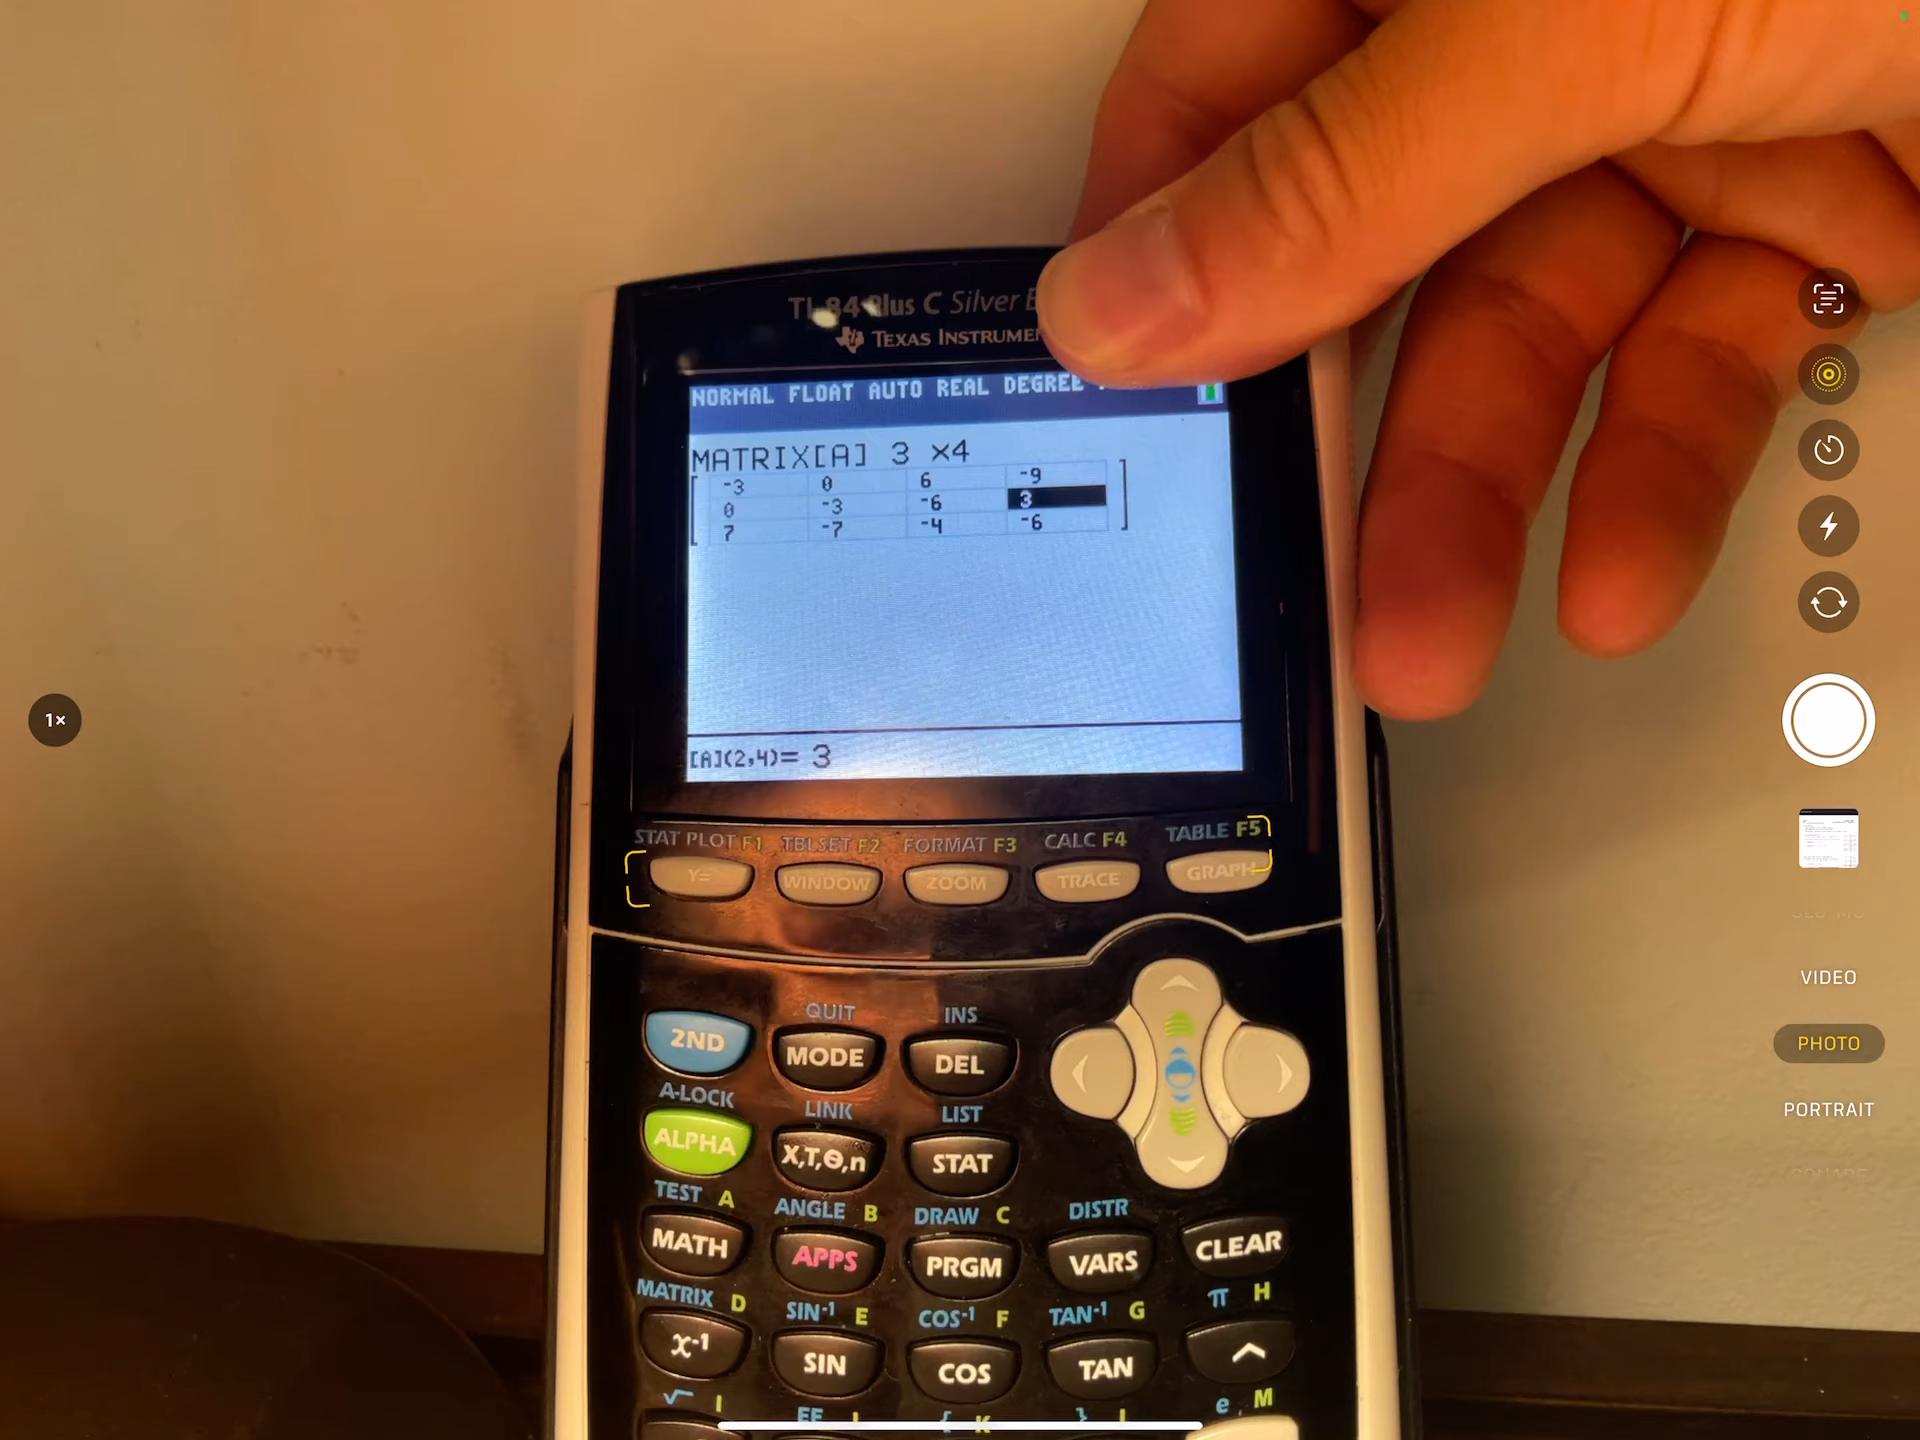 TI-84 Plus C Silver
TEXAS INSTRUMEN
NORMAL FLOAT AUTO REAL DEGREE
MATRIX[A] 3 ×4
-3 0 6 -9
0 -3 -6 3
7 -7 -4 -6
[A](2,4)= 3
STAT PLOT F1 TBLSET F2 FORMAT F3 CALC F4 TABLE F5
Y= WINDOW ZOOM TRACE GRAPH
QUIT INS
2ND MODE DEL
A-LOCK LINK LIST
ALPHA X,T,Θ,n STAT
TEST A ANGLE B DRAW C DISTR
MATH APPS PRGM VARS CLEAR
MATRIX D SIN-1 E COS-1 F TAN-1 G π H
x-1 SIN COS TAN ^
√ I EE J { K } L e M
1×
VIDEO
PHOTO
PORTRAIT